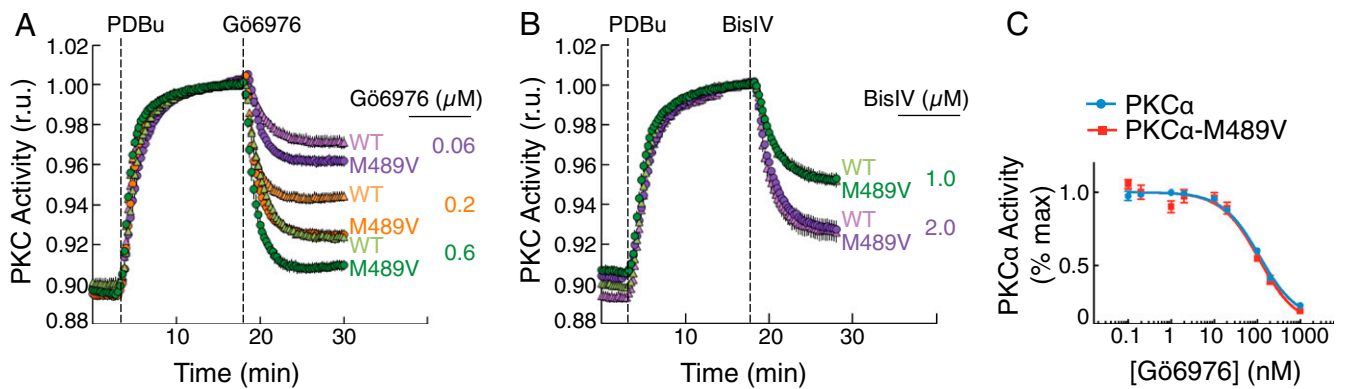 A
PDBu
Gö6976
1.02
1.00
0.98
0.96
0.94
0.92
0.90
0.88
PKC Activity (r.u.)
10
20
30
Time (min)
Gö6976 (µM)
WT
0.06
M489V
WT
0.2
M489V
WT
0.6
M489V
B
PDBu
BisIV
1.02
1.00
0.98
0.96
0.94
0.92
0.90
0.88
PKC Activity (r.u.)
10
20
30
Time (min)
BisIV (µM)
WT
1.0
M489V
WT
2.0
M489V
C
PKCα
PKCα-M489V
PKCα Activity
(% max)
1.0
0.5
0
0.1
1
10
100
1000
[Gö6976] (nM)